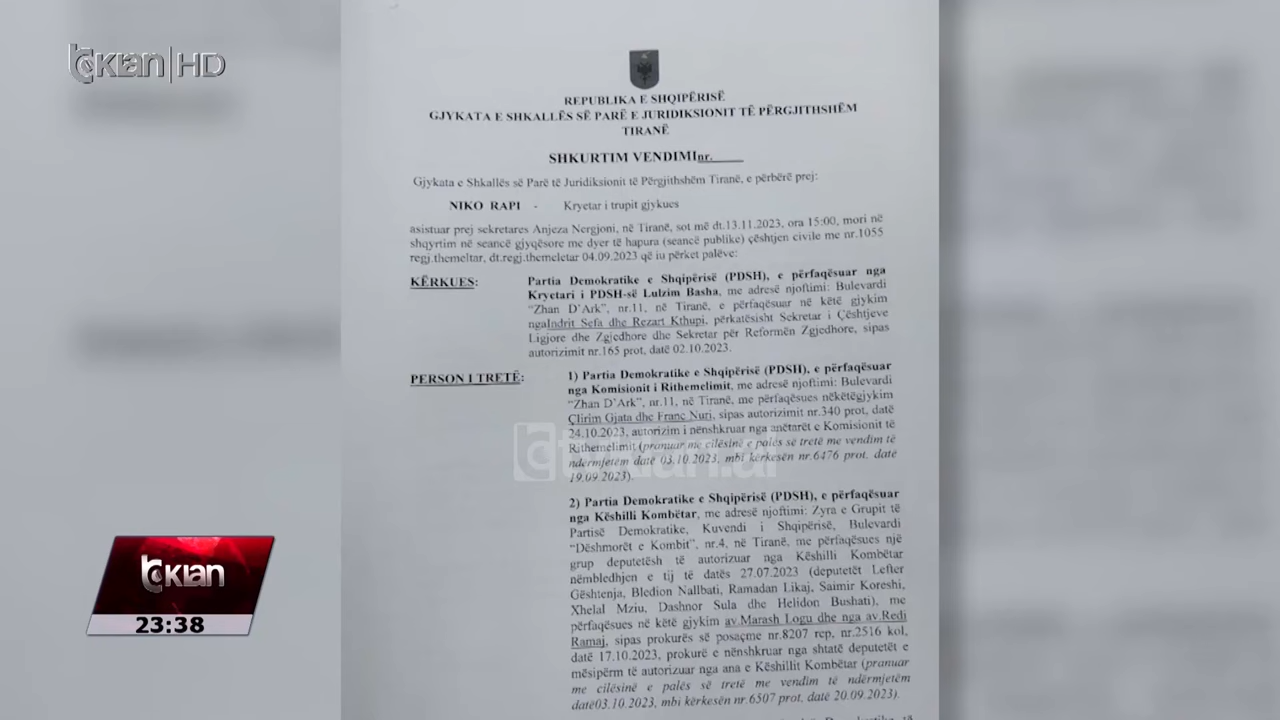 tvklan HD
REPUBLIKA E SHQIPËRISË
GJYKATA E SHKALLËS SË PARË E JURIDIKSIONIT TË PËRGJITHSHËM
TIRANË
SHKURTIM VENDIMI nr.
Gjykata e Shkallës së Parë të Juridiksionit të Përgjithshëm Tiranë, e përbërë prej:
NIKO RAPI - Kryetar i trupit gjykues
asistuar prej sekretares Anjeza Nergjoni, në Tiranë, sot më dt.13.11.2023, ora 15:00, mori në
shqyrtim në seancë gjyqësore me dyer të hapura (seancë publike) çështjen civile me nr.1055
regj.themeltar, dt.regj.themeletar 04.09.2023 që iu përket palëve:
KËRKUES: Partia Demokratike e Shqipërisë (PDSH), e përfaqësuar nga
Kryetari i PDSH-së Lulzim Basha, me adresë njoftimi: Bulevardi
"Zhan D`Ark", nr.11, në Tiranë, e përfaqësuar në këtë gjykim
ngaIndrit Sefa dhe Rezart Kthupi, përkatësisht Sekretar i Çështjeve
Ligjore dhe Zgjedhore dhe Sekretar për Reformën Zgjedhore, sipas
autorizimit nr.165 prot, datë 02.10.2023.
PERSON I TRETË: 1) Partia Demokratike e Shqipërisë (PDSH), e përfaqësuar
nga Komisionit i Rithemelimit, me adresë njoftimi: Bulevardi
"Zhan D`Ark", nr.11, në Tiranë, me përfaqësues nëkëtëgjykim
Çlirim Gjata dhe Franc Nuri, sipas autorizimit nr.340 prot, datë
24.10.2023, autorizim i nënshkruar nga anëtarët e Komisionit të
Rithemelimit (pranuar me cilësinë e palës së tretë me vendim të
ndërmjetëm datë 03.10.2023, mbi kërkesën nr.6476 prot, datë
19.09.2023).
tvklan.al
2) Partia Demokratike e Shqipërisë (PDSH), e përfaqësuar
nga Këshilli Kombëtar, me adresë njoftimi: Zyra e Grupit të
Partisë Demokratike, Kuvendi i Shqipërisë, Bulevardi
"Dëshmorët e Kombit", nr.4, në Tiranë, me përfaqësues një
grup deputetësh të autorizuar nga Këshilli Kombëtar
nëmbledhjen e tij të datës 27.07.2023 (deputetët Lefter
Gështenja, Bledion Nallbati, Ramadan Likaj, Saimir Koreshi,
Xhelal Mziu, Dashnor Sula dhe Helidon Bushati), me
përfaqësues në këtë gjykim av.Marash Logu dhe nga av.Redi
Ramaj, sipas prokurës së posaçme nr.8207 rep, nr.2516 kol,
datë 17.10.2023, prokurë e nënshkruar nga shtatë deputetët e
mësipërm të autorizuar nga ana e Këshillit Kombëtar (pranuar
me cilësinë e palës së tretë me vendim të ndërmjetëm
datë03.10.2023, mbi kërkesën nr.6507 prot, datë 20.09.2023).
tvklan
23:38